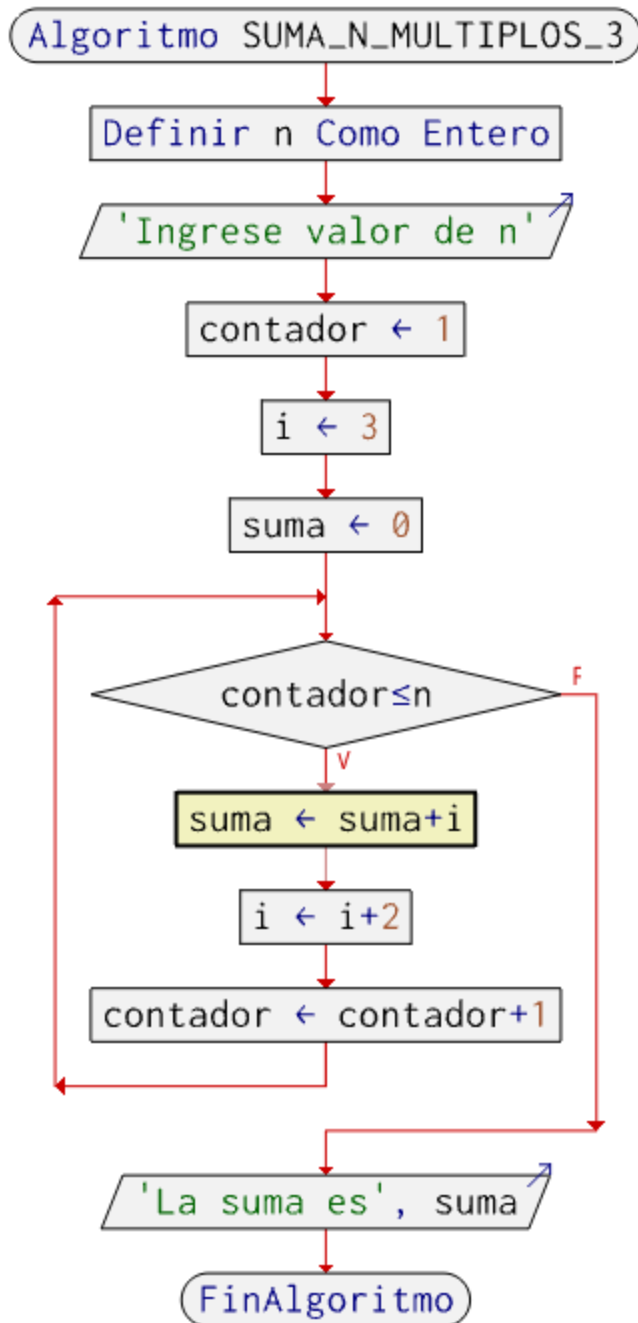 Algoritmo SUMA_N_MULTIPLOS_3
Definir n Como Entero
'Ingrese valor de n'
contador ← 1
i ← 3
suma ← 0
contador≤n
F
V
suma ← suma+i
i ← i+2
contador ← contador+1
'La suma es', suma
FinAlgoritmo